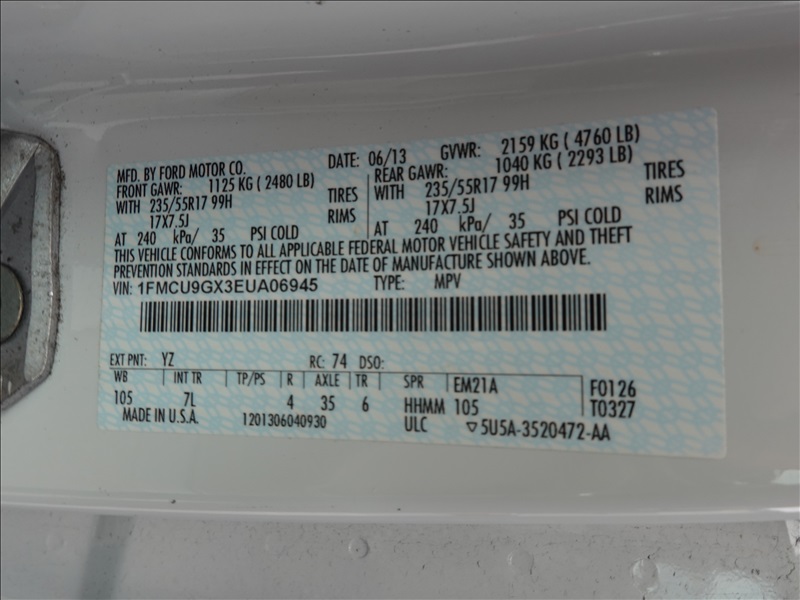 MFD. BY FORD MOTOR CO. DATE: 06/13 GVWR: 2159 KG ( 4760 LB)
FRONT GAWR: 1125 KG ( 2480 LB) REAR GAWR: 1040 KG ( 2293 LB)
WITH 235/55R17 99H TIRES WITH 235/55R17 99H TIRES
17X7.5J RIMS 17X7.5J RIMS
AT 240 kPa/ 35 PSI COLD AT 240 kPa/ 35 PSI COLD
THIS VEHICLE CONFORMS TO ALL APPLICABLE FEDERAL MOTOR VEHICLE SAFETY AND THEFT
PREVENTION STANDARDS IN EFFECT ON THE DATE OF MANUFACTURE SHOWN ABOVE.
VIN: 1FMCU9GX3EUA06945 TYPE: MPV
EXT PNT: YZ RC: 74 DSO:
WB INT TR TP/PS R AXLE TR SPR EM21A F0126
105 7L 4 35 6 HHMM 105 T0327
MADE IN U.S.A. 1201306040930 ULC ▽5U5A-3520472-AA